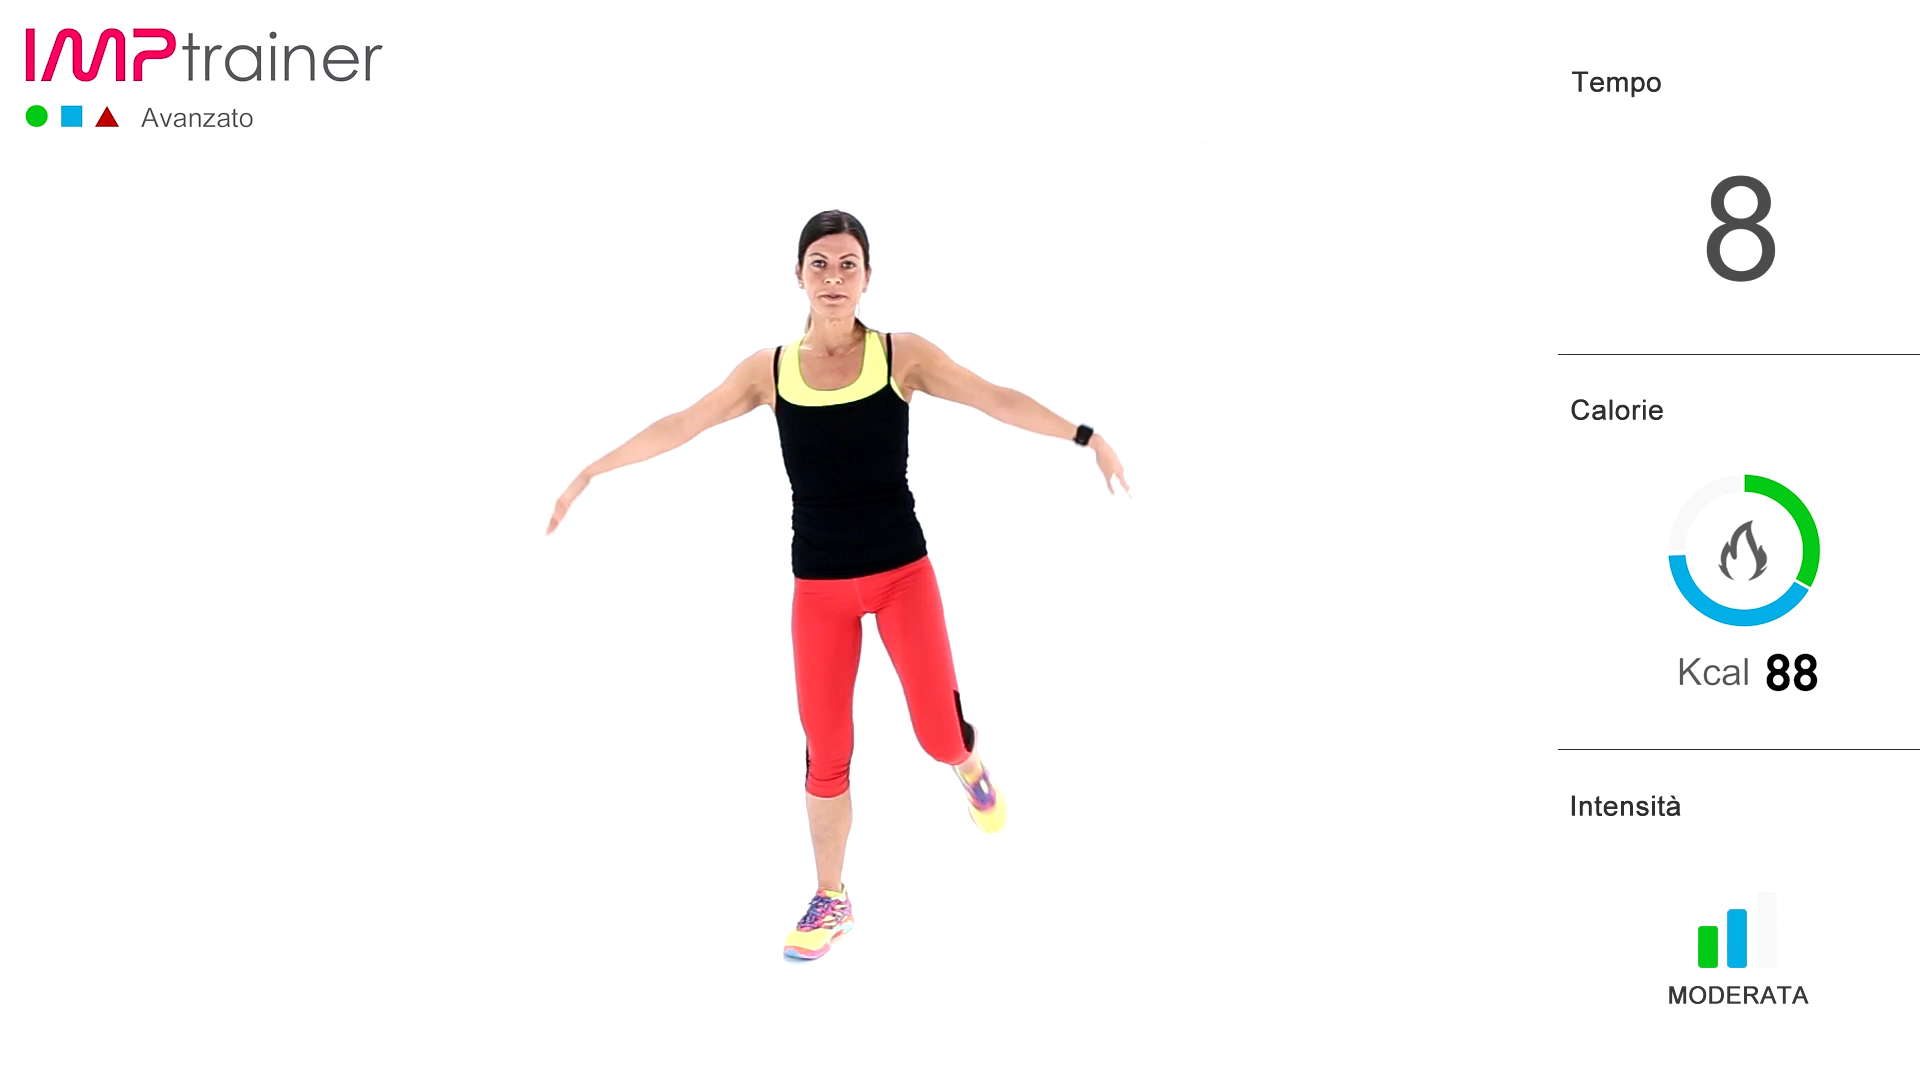 IMPtrainer
Avanzato
Tempo
8
Calorie
Kcal 88
Intensità
MODERATA